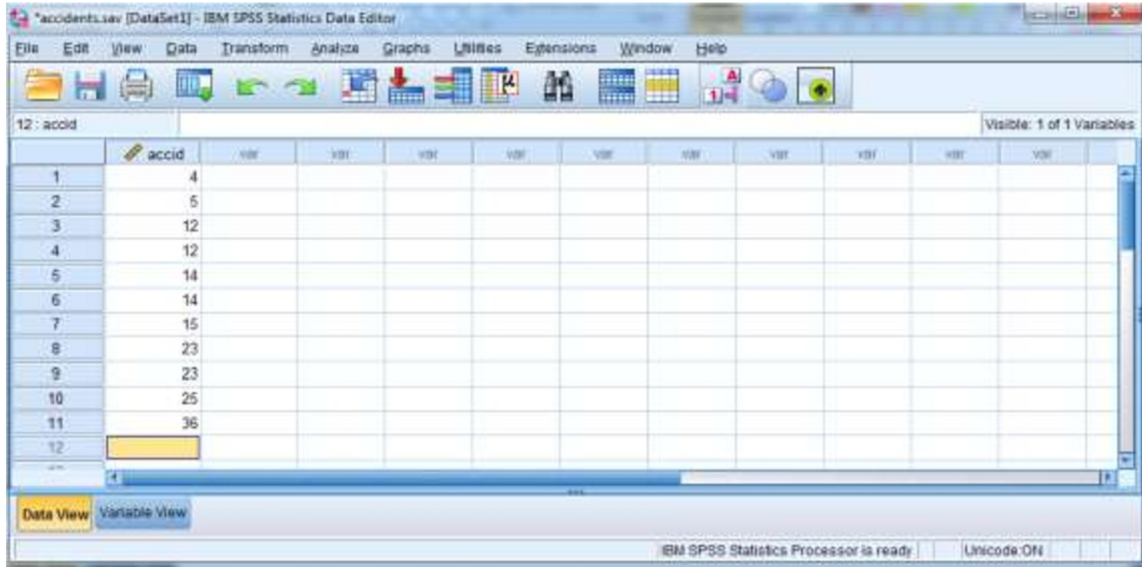 *accidents.sav [DataSet1] - IBM SPSS Statistics Data Editor
File Edit View Data Transform Analyze Graphs Utilities Extensions Window Help
12 : accid Visible: 1 of 1 Variables
accid var var var var var var var var var var
1 4
2 5
3 12
4 12
5 14
6 14
7 15
8 23
9 23
10 25
11 36
12
Data View Variable View
IBM SPSS Statistics Processor is ready Unicode:ON